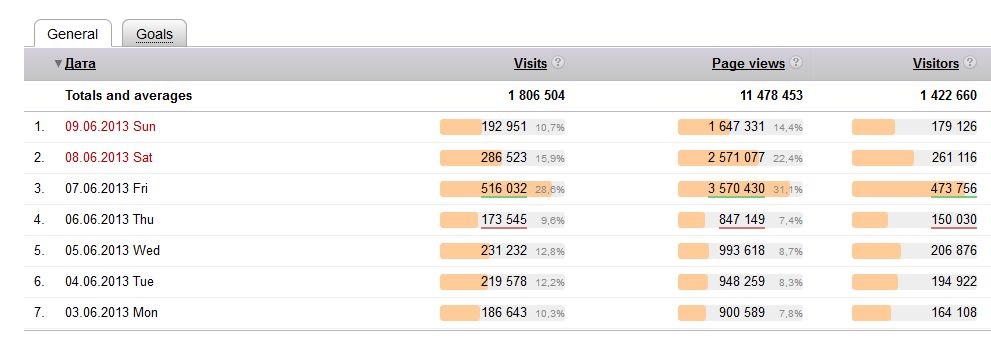 General Goals
▼Дата Visits ? Page views ? Visitors ?
Totals and averages 1 806 504 11 478 453 1 422 660
1. 09.06.2013 Sun 192 951 10,7% 1 647 331 14,4% 179 126
2. 08.06.2013 Sat 286 523 15,9% 2 571 077 22,4% 261 116
3. 07.06.2013 Fri 516 032 28,6% 3 570 430 31,1% 473 756
4. 06.06.2013 Thu 173 545 9,6% 847 149 7,4% 150 030
5. 05.06.2013 Wed 231 232 12,8% 993 618 8,7% 206 876
6. 04.06.2013 Tue 219 578 12,2% 948 259 8,3% 194 922
7. 03.06.2013 Mon 186 643 10,3% 900 589 7,8% 164 108